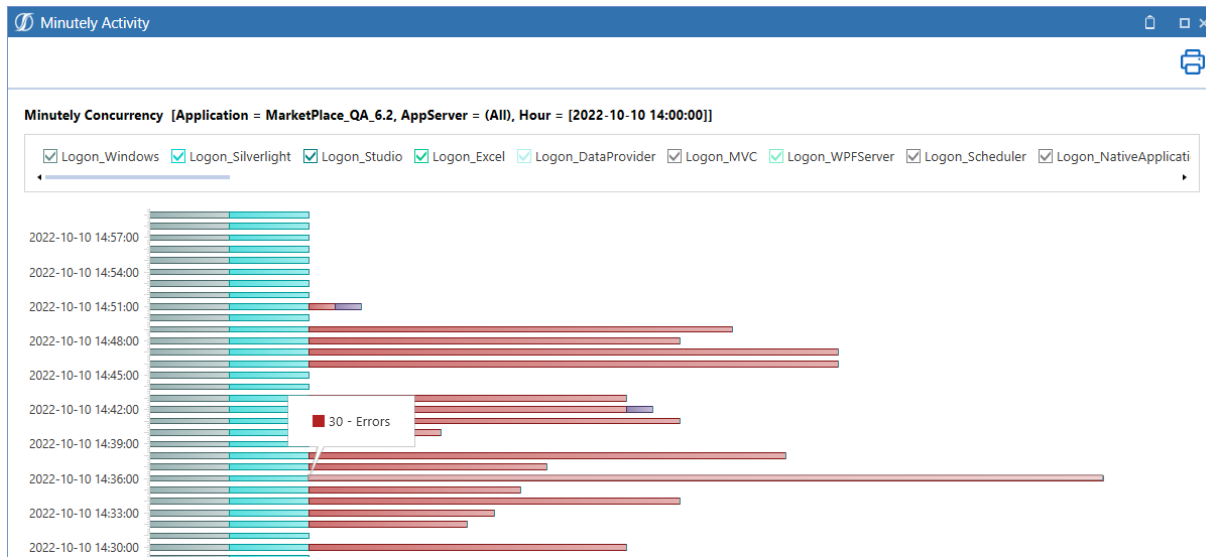 Minutely Activity
Minutely Concurrency [Application = MarketPlace_QA_6.2, AppServer = (All), Hour = [2022-10-10 14:00:00]]
Logon_Windows Logon_Silverlight Logon_Studio Logon_Excel Logon_DataProvider Logon_MVC Logon_WPFServer Logon_Scheduler Logon_NativeApplicati
2022-10-10 14:57:00
2022-10-10 14:54:00
2022-10-10 14:51:00
2022-10-10 14:48:00
2022-10-10 14:45:00
2022-10-10 14:42:00
30 - Errors
2022-10-10 14:39:00
2022-10-10 14:36:00
2022-10-10 14:33:00
2022-10-10 14:30:00